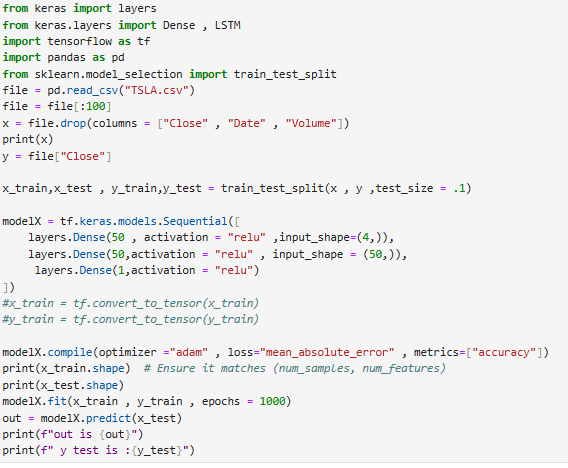 from keras import layers
from keras.layers import Dense , LSTM
import tensorflow as tf
import pandas as pd
from sklearn.model_selection import train_test_split
file = pd.read_csv("TSLA.csv")
file = file[:100]
x = file.drop(columns = ["Close" , "Date" , "Volume"])
print(x)
y = file["Close"]

x_train,x_test , y_train,y_test = train_test_split(x , y ,test_size = .1)

modelX = tf.keras.models.Sequential([
    layers.Dense(50 , activation = "relu" ,input_shape=(4,)),
    layers.Dense(50,activation = "relu" , input_shape = (50,)),
     layers.Dense(1,activation = "relu")
])
#x_train = tf.convert_to_tensor(x_train)
#y_train = tf.convert_to_tensor(y_train)

modelX.compile(optimizer ="adam" , loss="mean_absolute_error" , metrics=["accuracy"])
print(x_train.shape)  # Ensure it matches (num_samples, num_features)
print(x_test.shape)
modelX.fit(x_train , y_train , epochs = 1000)
out = modelX.predict(x_test)
print(f"out is {out}")
print(f" y test is :{y_test}")